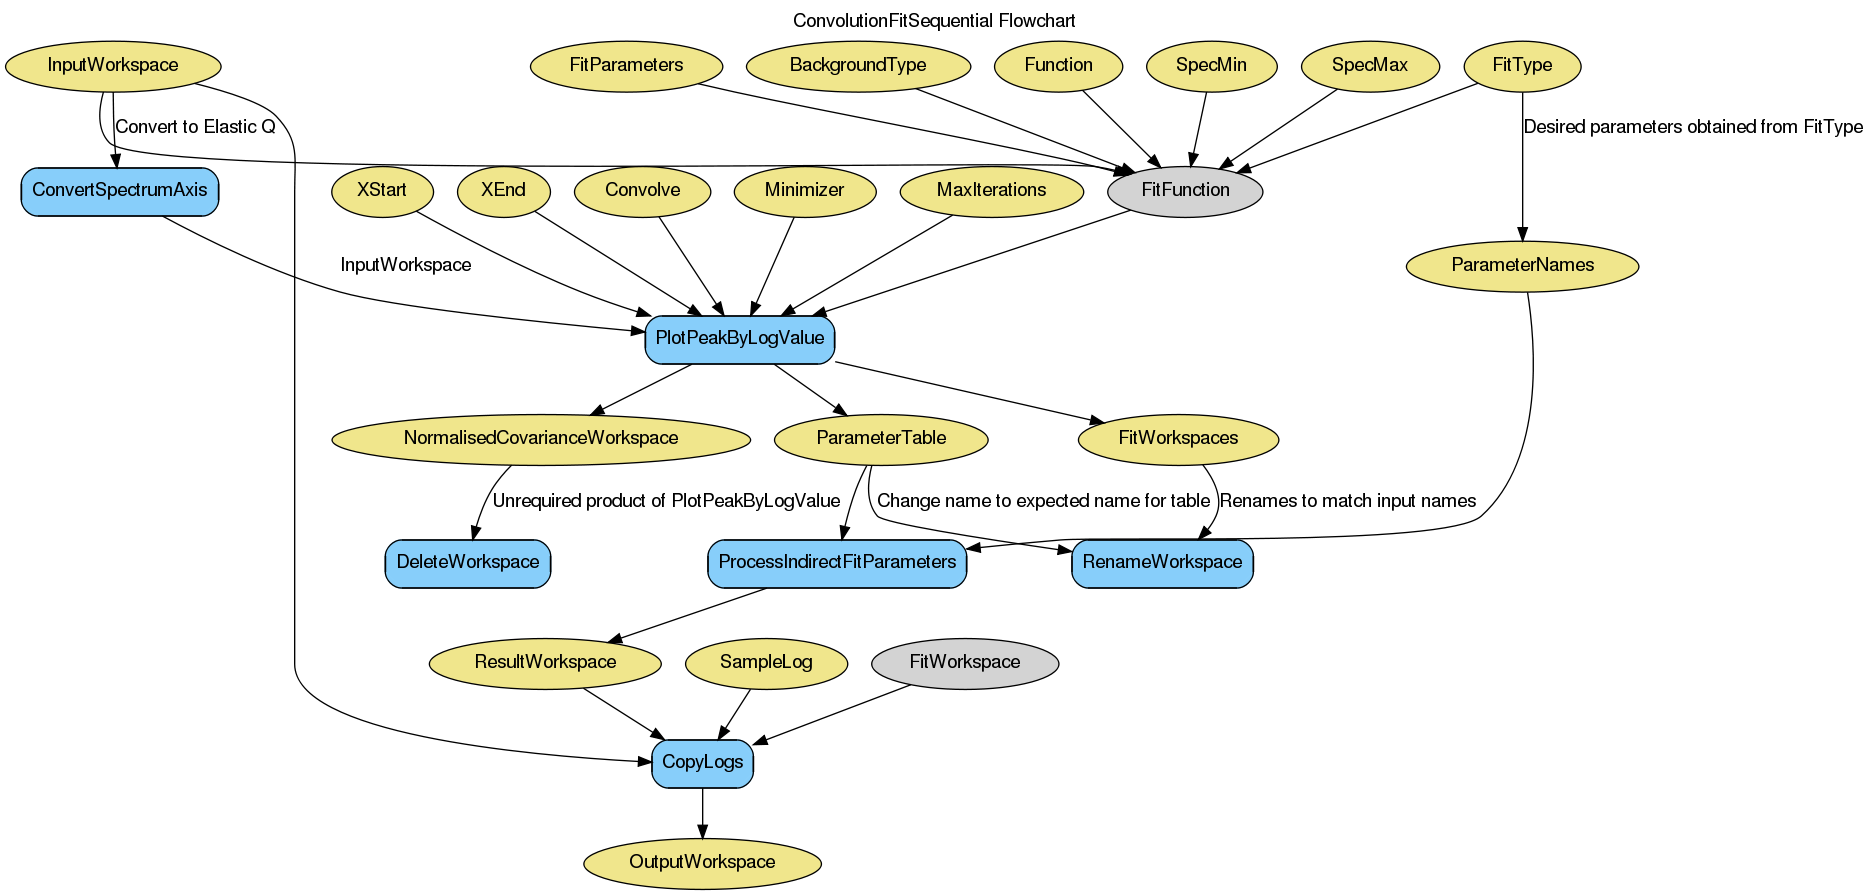 ConvolutionFitSequential Flowchart
InputWorkspace
FitParameters
BackgroundType
Function
SpecMin
SpecMax
FitType
Convert to Elastic Q
Desired parameters obtained from FitType
ConvertSpectrumAxis
XStart
XEnd
Convolve
Minimizer
MaxIterations
FitFunction
InputWorkspace
ParameterNames
PlotPeakByLogValue
NormalisedCovarianceWorkspace
ParameterTable
FitWorkspaces
Unrequired product of PlotPeakByLogValue
Change name to expected name for table
Renames to match input names
DeleteWorkspace
ProcessIndirectFitParameters
RenameWorkspace
ResultWorkspace
SampleLog
FitWorkspace
CopyLogs
OutputWorkspace